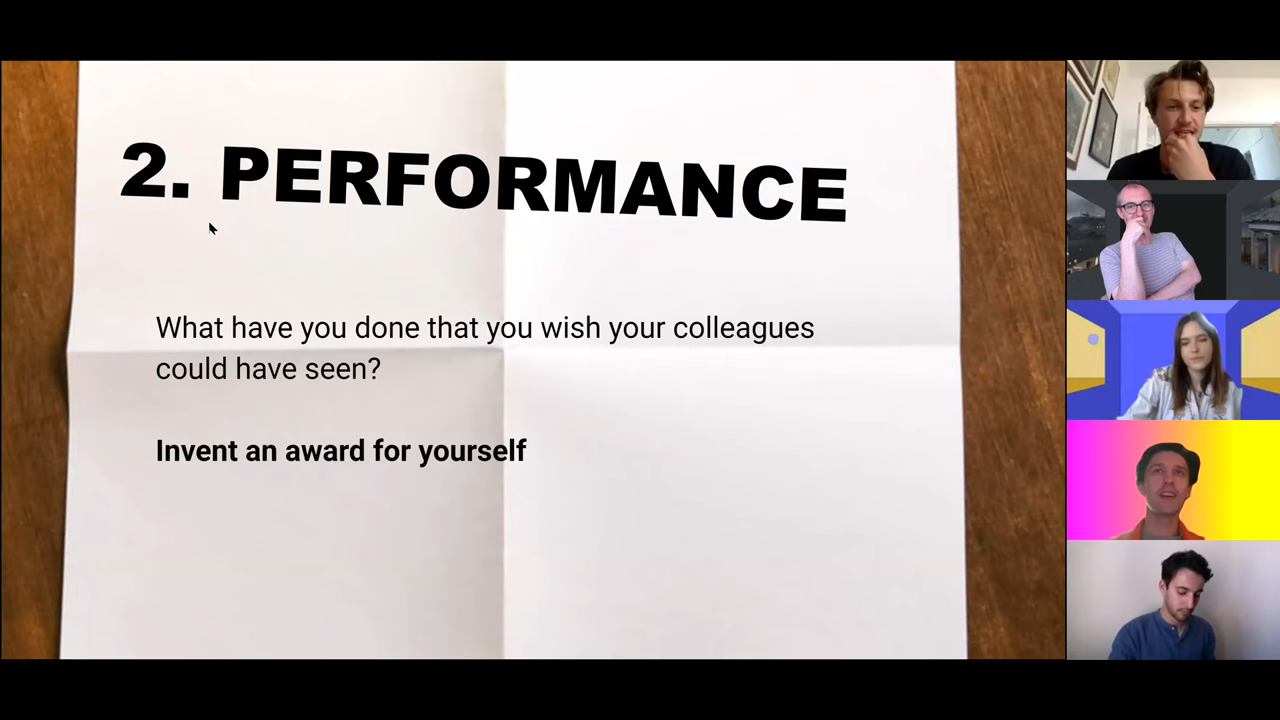 2. PERFORMANCE
What have you done that you wish your colleagues
could have seen?
Invent an award for yourself